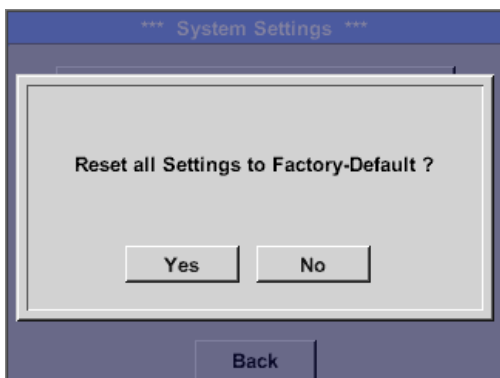 *** System Settings ***
Reset all Settings to Factory-Default ?
Yes No
Back